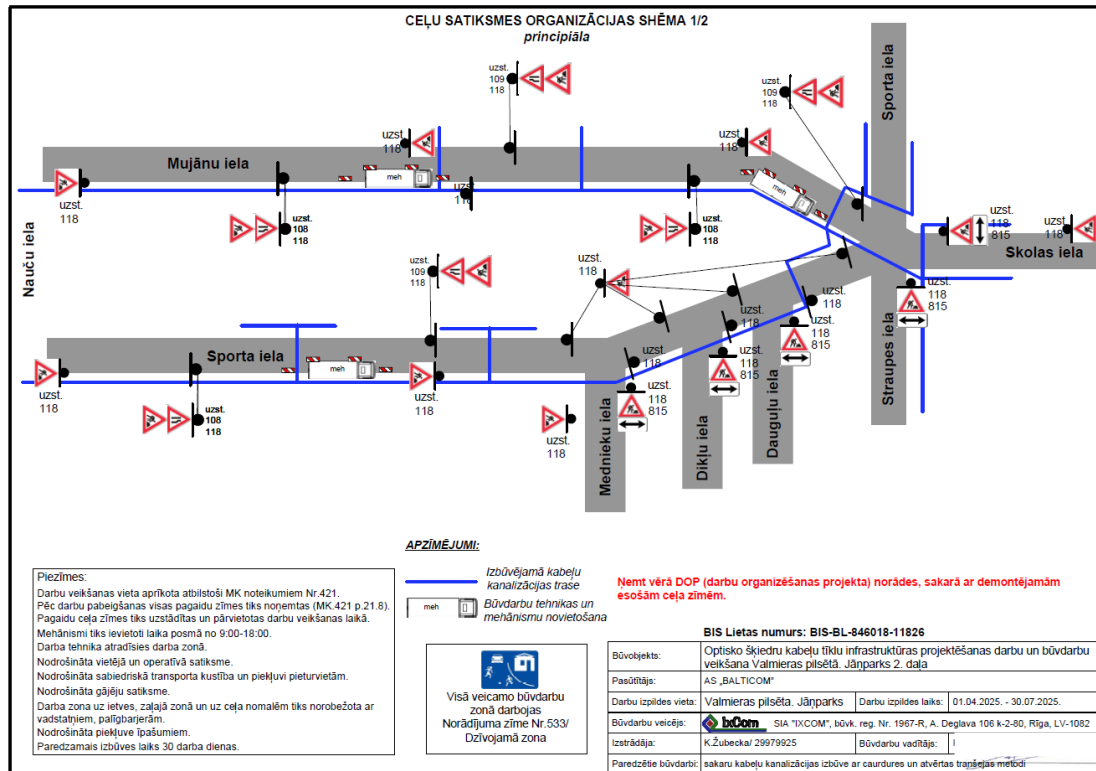 CEĻU SATIKSMES ORGANIZĀCIJAS SHĒMA 1/2
principiāla
uzst.
109
118
uzst.
109
118
Sporta iela
uzst
118
uzst
118
Mujānu iela
meh
meh
118
uzst.
118
uzst.
108
118
uzst.
108
118
uzst.
118
815
uzst
118
Skolas iela
Nauču iela
uzst.
109
118
uzst.
118
uzst
118
815
Straupes iela
118
118
118
uzst
118
815
uzst
118
815
uzst
118
815
Sporta iela
meh
uzst.
118
uzst.
118
uzst.
108
118
uzst.
118
Mednieku iela
Dikļu iela
Dauguļu iela
APZĪMĒJUMI:
Izbūvējamā kabeļu
kanalizācijas trase
meh
Būvdarbu tehnikas un
mehānismu novietošana
Piezīmes:
Darbu veikšanas vieta aprīkota atbilstoši MK noteikumiem Nr.421.
Pēc darbu pabeigšanas visas pagaidu zīmes tiks noņemtas (MK.421 p.21.8).
Pagaidu ceļa zīmes tiks uzstādītas un pārvietotas darbu veikšanas laikā.
Mehānismi tiks ievietoti laika posmā no 9:00-18:00.
Darba tehnika atradīsies darba zonā.
Nodrošināta vietējā un operatīvā satiksme.
Nodrošināta sabiedriskā transporta kustība un piekļuvi pieturvietām.
Nodrošināta gājēju satiksme.
Darba zona uz ietves, zaļajā zonā un uz ceļa nomalēm tiks norobežota ar
vadstatņiem, palīgbarjerām.
Nodrošināta piekļuve īpašumiem.
Paredzamais izbūves laiks 30 darba dienas.
Visā veicamo būvdarbu
zonā darbojas
Norādījuma zīme Nr.533/
Dzīvojamā zona
Ņemt vērā DOP (darbu organizēšanas projekta) norādes, sakarā ar demontējamām
esošām ceļa zīmēm.
BIS Lietas numurs: BIS-BL-846018-11826
Būvobjekts: Optisko šķiedru kabeļu tīklu infrastruktūras projektēšanas darbu un būvdarbu
veikšana Valmieras pilsētā. Jāņparks 2. daļa
Pasūtītājs: AS „BALTICOM"
Darbu izpildes vieta: Valmieras pilsēta. Jāņparks Darbu izpildes laiks: 01.04.2025. - 30.07.2025.
Būvdarbu veicējs: IxCom SIA "IXCOM", būvk. reg. Nr. 1967-R, A. Deglava 106 k-2-80, Rīga, LV-1082
Izstrādāja: K.Žubecka/ 29979925 Būvdarbu vadītājs:
Paredzētie būvdarbi: sakaru kabeļu kanalizācijas izbūve ar caurdures un atvērtas tranšejas metodi